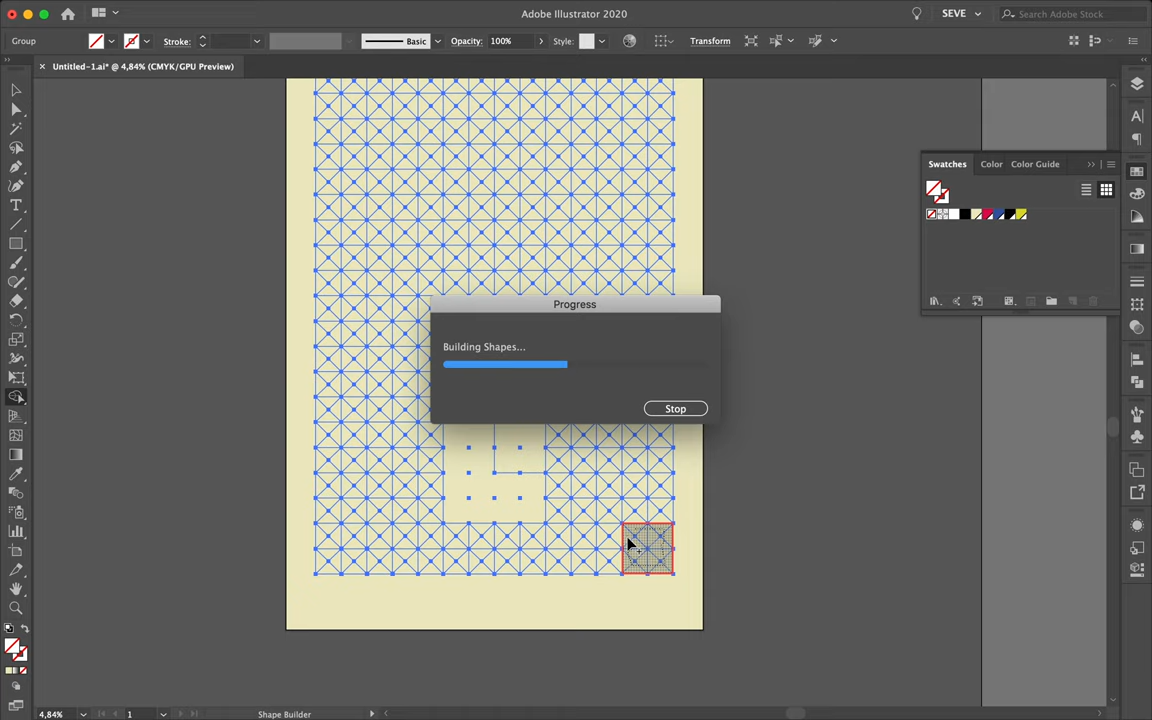 Adobe Illustrator 2020
SEVE
Search Adobe Stock
Group
Stroke:
Basic
Opacity:
100%
Style:
Transform
Untitled-1.ai* @ 4,84% (CMYK/GPU Preview)
Swatches
Color
Color Guide
Progress
Building Shapes...
Stop
4,84%
1
Shape Builder